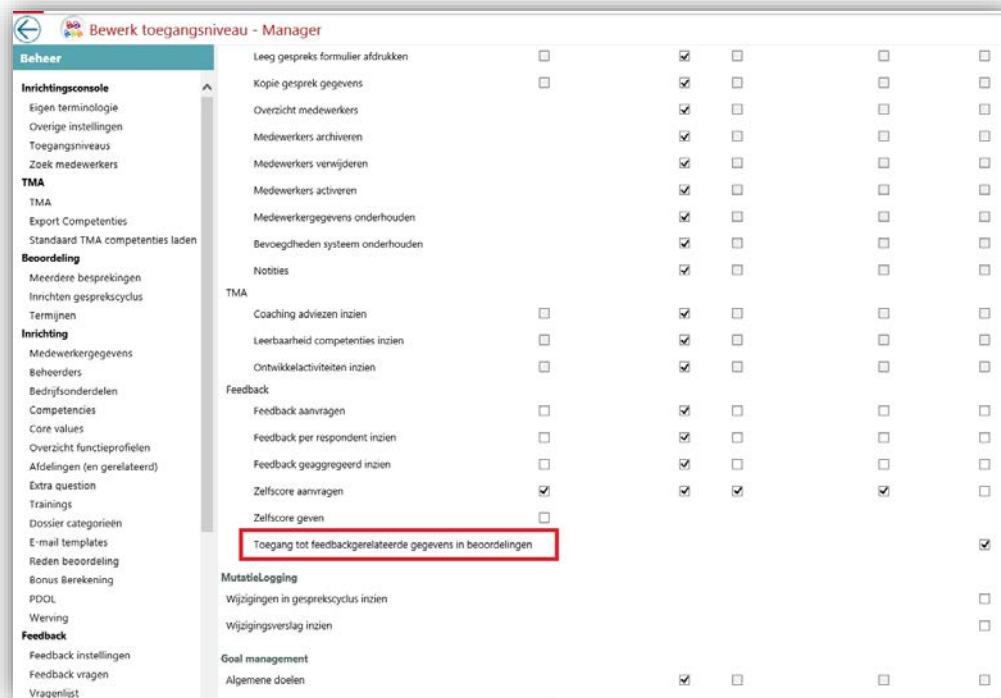 Bewerk toegangsniveau - Manager
Beheer
Inrichtingsconsole
Eigen terminologie
Overige instellingen
Toegangsniveaus
Zoek medewerkers
TMA
TMA
Export Competenties
Standaard TMA competenties laden
Beoordeling
Meerdere besprekingen
Inrichten gesprekscyclus
Termijnen
Inrichting
Medewerkergegevens
Beheerders
Bedrijfsonderdelen
Competencies
Core values
Overzicht functieprofielen
Afdelingen (en gerelateerd)
Extra question
Trainings
Dossier categorieën
E-mail templates
Reden beoordeling
Bonus Berekening
PDOL
Werving
Feedback
Feedback instellingen
Feedback vragen
Vragenlijst
Leeg gespreks formulier afdrukken
Kopie gesprek gegevens
Overzicht medewerkers
Medewerkers archiveren
Medewerkers verwijderen
Medewerkers activeren
Medewerkergegevens onderhouden
Bevoegdheden systeem onderhouden
Notities
TMA
Coaching adviezen inzien
Leerbaarheid competenties inzien
Ontwikkelactiviteiten inzien
Feedback
Feedback aanvragen
Feedback per respondent inzien
Feedback geaggregeerd inzien
Zelfscore aanvragen
Zelfscore geven
Toegang tot feedbackgerelateerde gegevens in beoordelingen
MutatieLogging
Wijzigingen in gesprekscyclus inzien
Wijzigingsverslag inzien
Goal management
Algemene doelen